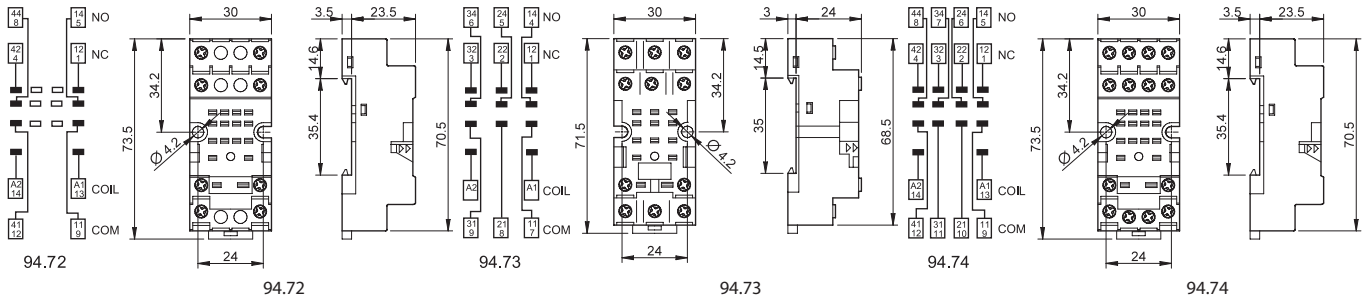 44 8 14 5 NO
42 4 12 1 NC
A2 14 A1 13 COIL
41 12 11 9 COM
94.72
30
34.2
73.5
Ø 4.2
24
3.5 23.5
14.6
35.4
70.5
94.72
34 6 24 5 14 4 NO
32 3 22 2 12 1 NC
A2 A1 COIL
31 9 21 8 11 7 COM
94.73
30
71.5
34.2
Ø 4.2
24
3 24
14.5
35
68.5
94.73
44 8 34 7 24 6 14 5 NO
42 4 32 3 22 2 12 1 NC
A2 14 A1 13 COIL
41 12 31 11 21 10 11 9 COM
94.74
30
34.2
73.5
Ø 4.2
24
3.5 23.5
14.6
35.4
70.5
94.74